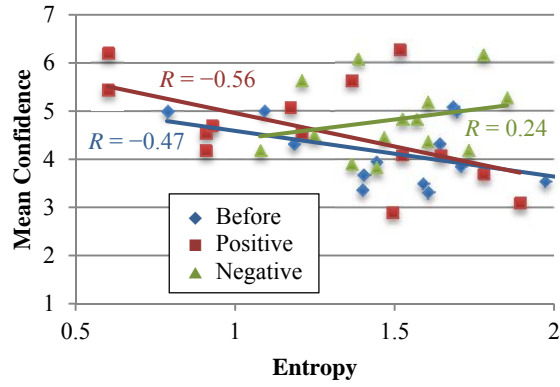 7
6
5
4
3
2
1
Mean Confidence
R = −0.56
R = −0.47
0.24
Before
Positive
Negative
0.5 1 1.5 2
Entropy